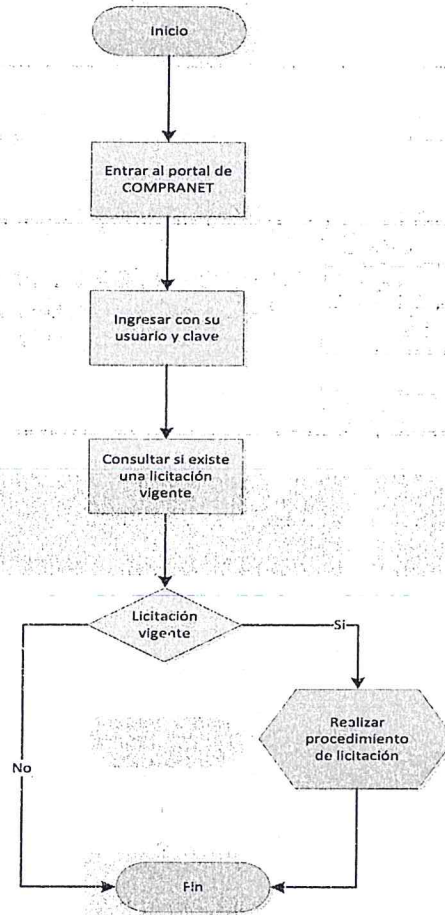 Inicio
Entrar al portal de
COMPRANET
Ingresar con su
usuario y clave
Consultar si existe
una licitación
vigente
Licitación
vigente
Si
Realizar
procedimiento
de licitación
No
Fin